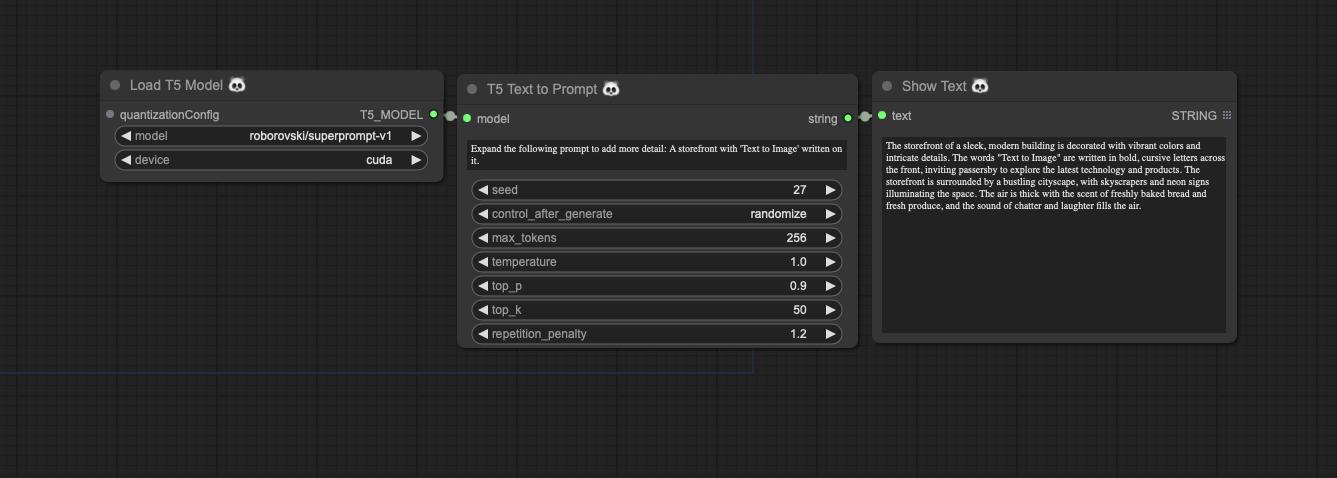 Load T5 Model 🐼
quantizationConfig T5_MODEL
model roborovski/superprompt-v1
device cuda
T5 Text to Prompt 🐼
model string
Expand the following prompt to add more detail: A storefront with 'Text to Image' written on
it.
seed 27
control_after_generate randomize
max_tokens 256
temperature 1.0
top_p 0.9
top_k 50
repetition_penalty 1.2
Show Text 🐼
text STRING
The storefront of a sleek, modern building is decorated with vibrant colors and
intricate details. The words "Text to Image" are written in bold, cursive letters across
the front, inviting passersby to explore the latest technology and products. The
storefront is surrounded by a bustling cityscape, with skyscrapers and neon signs
illuminating the space. The air is thick with the scent of freshly baked bread and
fresh produce, and the sound of chatter and laughter fills the air.